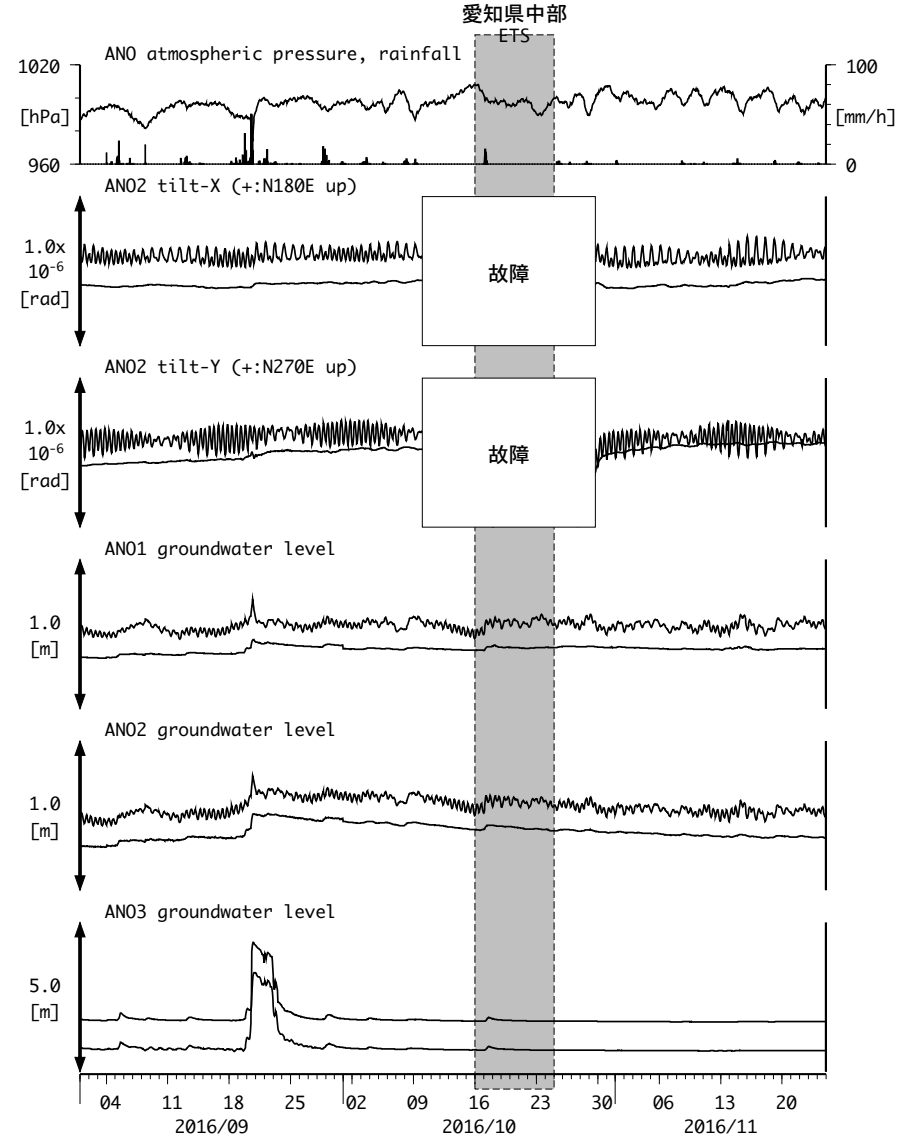 愛知県中部
ETS
ANO atmospheric pressure, rainfall
1020
100
[hPa]
[mm/h]
960
0
ANO2 tilt-X (+:N180E up)
1.0x
10⁻⁶
[rad]
故障
ANO2 tilt-Y (+:N270E up)
1.0x
10⁻⁶
[rad]
故障
ANO1 groundwater level
1.0
[m]
ANO2 groundwater level
1.0
[m]
ANO3 groundwater level
5.0
[m]
04 11 18 25 02 09 16 23 30 06 13 20
2016/09 2016/10 2016/11